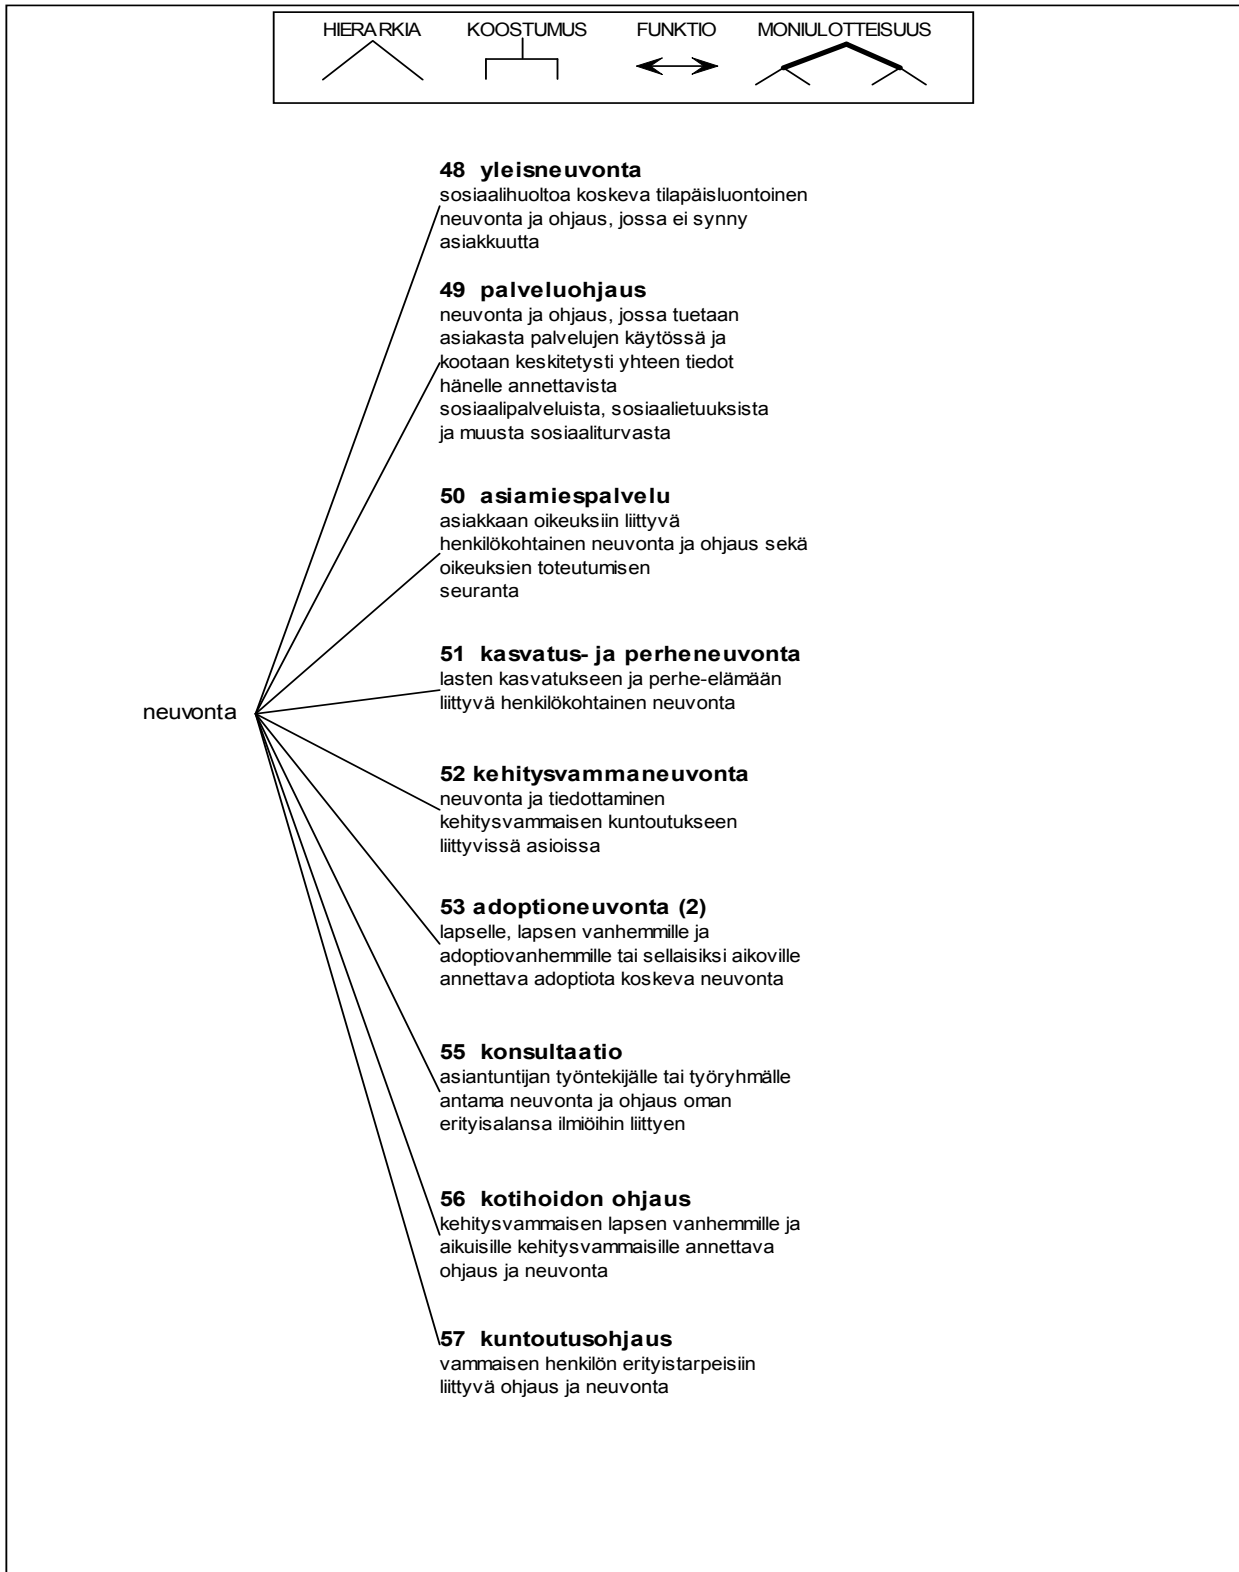 HIERARKIA KOOSTUMUS FUNKTIO MONIULOTTEISUUS
48 yleisneuvonta
sosiaalihuoltoa koskeva tilapäisluontoinen
neuvonta ja ohjaus, jossa ei synny
asiakkuutta
49 palveluohjaus
neuvonta ja ohjaus, jossa tuetaan
asiakasta palvelujen käytössä ja
kootaan keskitetysti yhteen tiedot
hänelle annettavista
sosiaalipalveluista, sosiaalietuuksista
ja muusta sosiaaliturvasta
50 asiamiespalvelu
asiakkaan oikeuksiin liittyvä
henkilökohtainen neuvonta ja ohjaus sekä
oikeuksien toteutumisen
seuranta
51 kasvatus- ja perheneuvonta
lasten kasvatukseen ja perhe-elämään
liittyvä henkilökohtainen neuvonta
neuvonta
52 kehitysvammaneuvonta
neuvonta ja tiedottaminen
kehitysvammaisen kuntoutukseen
liittyvissä asioissa
53 adoptioneuvonta (2)
lapselle, lapsen vanhemmille ja
adoptiovanhemmille tai sellaisiksi aikoville
annettava adoptiota koskeva neuvonta
55 konsultaatio
asiantuntijan työntekijälle tai työryhmälle
antama neuvonta ja ohjaus oman
erityisalansa ilmiöihin liittyen
56 kotihoidon ohjaus
kehitysvammaisen lapsen vanhemmille ja
aikuisille kehitysvammaisille annettava
ohjaus ja neuvonta
57 kuntoutusohjaus
vammaisen henkilön erityistarpeisiin
liittyvä ohjaus ja neuvonta